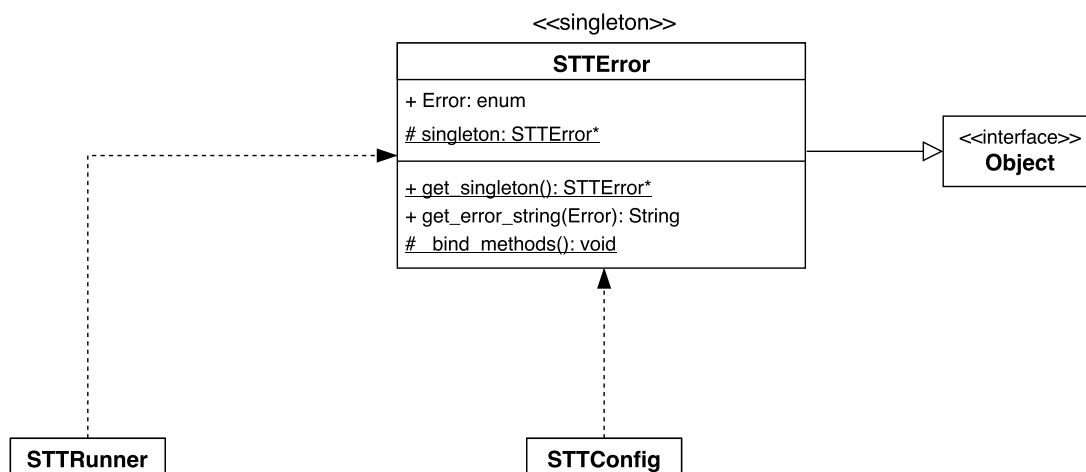 <<singleton>>
STTError
+ Error: enum
# singleton: STTError*
+ get_singleton(): STTError*
+ get_error_string(Error): String
# _bind_methods(): void
<<interface>>
Object
STTRunner
STTConfig